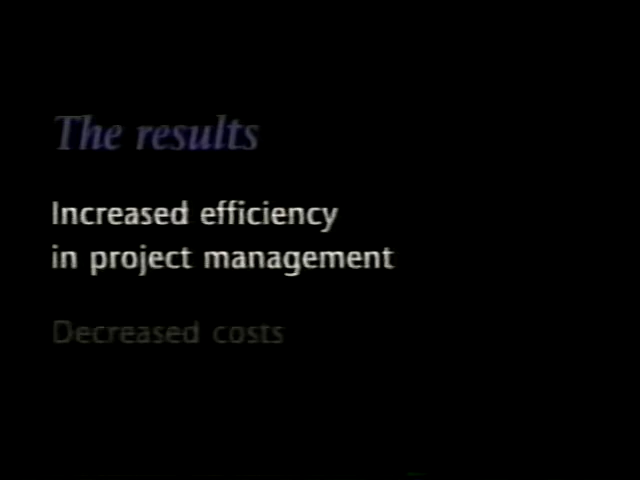 The results
Increased efficiency
in project management
Decreased costs